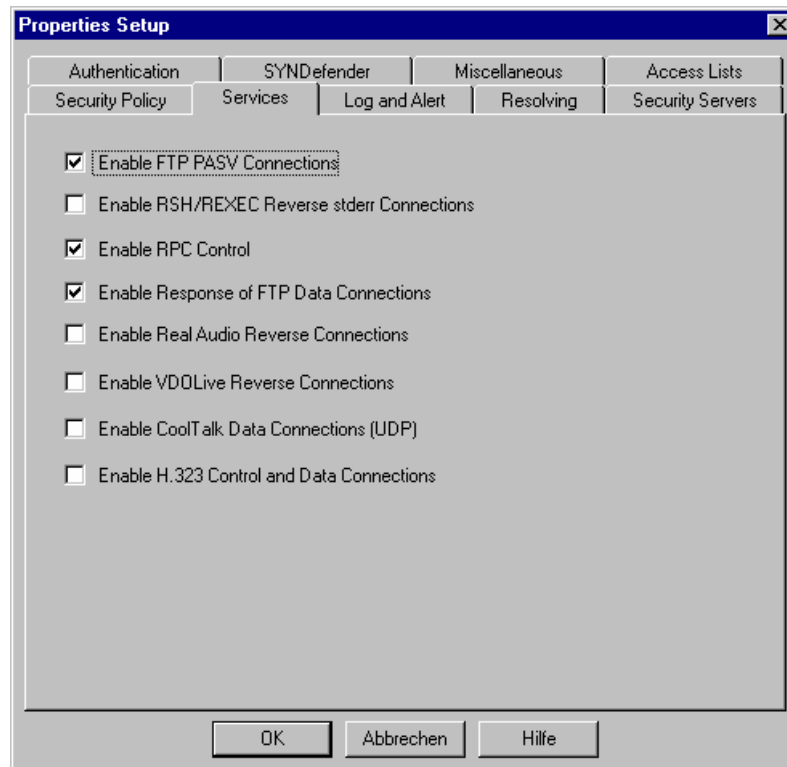 Properties Setup
Authentication SYNDefender Miscellaneous Access Lists
Security Policy Services Log and Alert Resolving Security Servers
Enable FTP PASV Connections
Enable RSH/REXEC Reverse stderr Connections
Enable RPC Control
Enable Response of FTP Data Connections
Enable Real Audio Reverse Connections
Enable VDOLive Reverse Connections
Enable CoolTalk Data Connections (UDP)
Enable H.323 Control and Data Connections
OK Abbrechen Hilfe